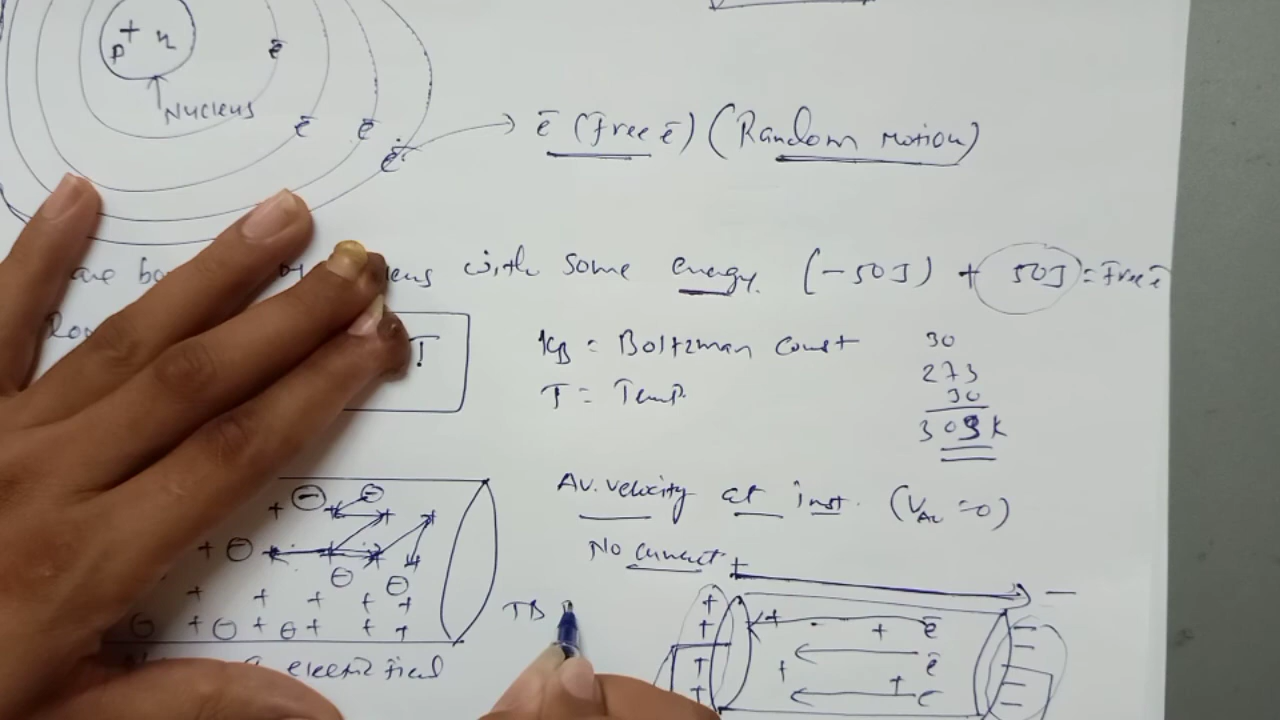 p+ n
Nucleus
ē
ē
ē
ē
ē (Free ē) (Random motion)
are with some energy. (-50J) + 50J = Free ē
T
KB = Boltzman const
T = Temp.
30
273
30
303 K
Av. velocity at inst. (VAv = 0)
No current
+ −
+ ⊖ ⊖
+ ⊖
⊖ ⊖
+ + + + +
⊖ + ⊖ + ⊖ + + +
TD
+
+
+
+
+ + ē
+ ē
+ e
electric field